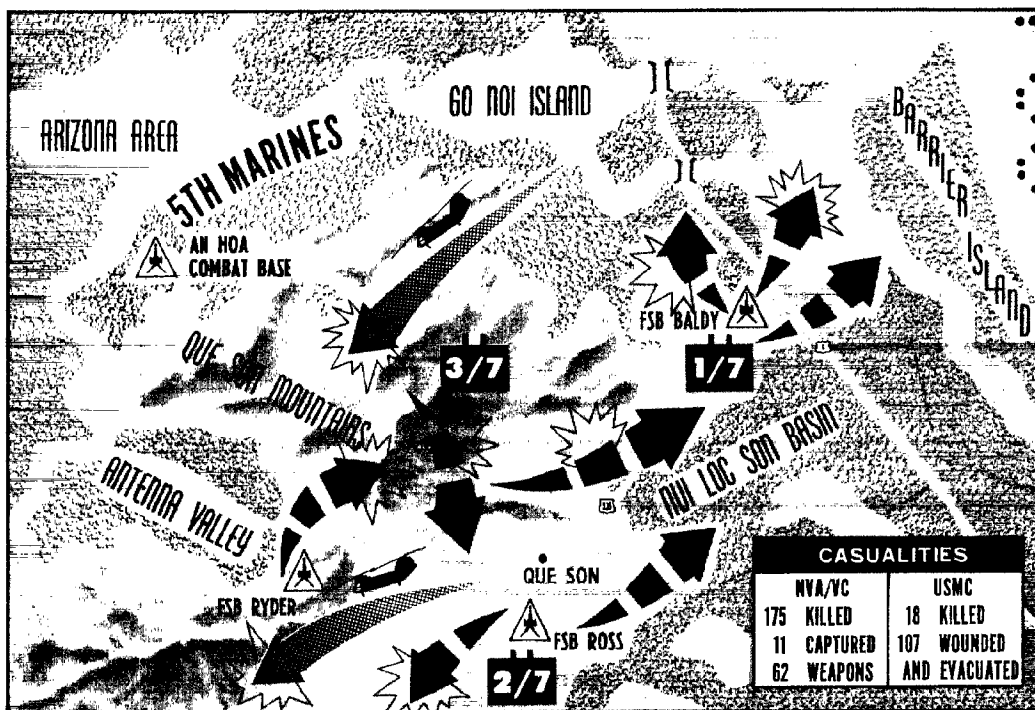 GO NOI ISLAND
ARIZONA AREA
5TH MARINES
BARRIER ISLAND
AN HOA
COMBAT BASE
FSB BALDY
3/7
1/7
QUE SON MOUNTAIRS
ANTENNA VALLEY
NUI LOC SON BASIN
QUE SON
FSB RYDER
FSB ROSS
2/7
CASUALITIES
NVA/VC
USMC
175 KILLED
18 KILLED
11 CAPTURED
107 WOUNDED
62 WEAPONS
AND EVACUATED